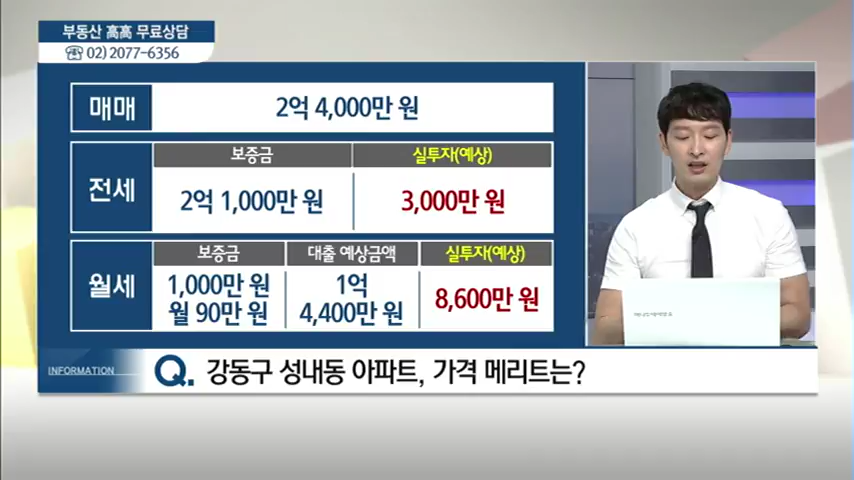 부동산 高高 무료상담
☎ 02) 2077-6356
매매
2억 4,000만 원
전세
보증금
실투자(예상)
2억 1,000만 원
3,000만 원
월세
보증금
대출 예상금액
실투자(예상)
1,000만 원
월 90만 원
1억
4,400만 원
8,600만 원
INFORMATION
Q. 강동구 성내동 아파트, 가격 메리트는?